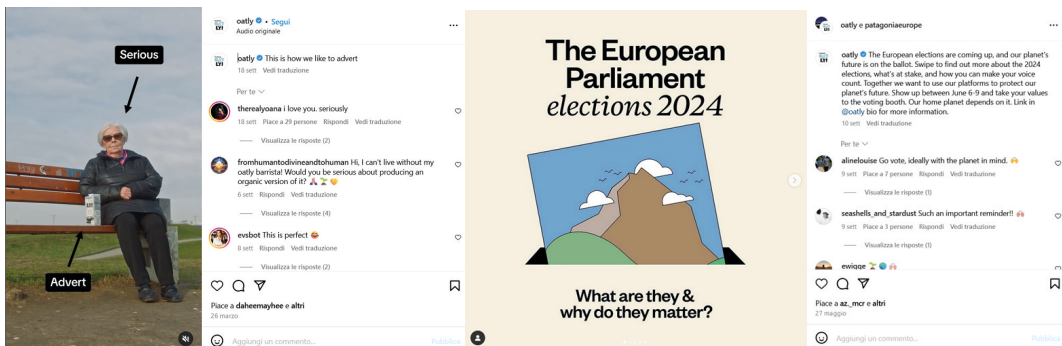 Serious
Advert
oatly • Segui
Audio originale
oatly This is how we like to advert
18 sett Vedi traduzione
Per te
therealyoana i love you. seriously
18 sett Piace a 29 persone Rispondi Vedi traduzione
Visualizza le risposte (2)
fromhumantodivineandtohuman Hi, I can't live without my
oatly barrista! Would you be serious about producing an
organic version of it? 🙏🌱🧡
6 sett Rispondi Vedi traduzione
Visualizza le risposte (4)
evsbot This is perfect 😂
8 sett Rispondi Vedi traduzione
Visualizza le risposte (2)
Piace a daheemayhee e altri
26 marzo
Aggiungi un commento... Pubblica
The European
Parliament
elections 2024
What are they &
why do they matter?
oatly e patagoniaeurope
oatly The European elections are coming up, and our planet's
future is on the ballot. Swipe to find out more about the 2024
elections, what's at stake, and how you can make your voice
count. Together we want to use our platforms to protect our
planet's future. Show up between June 6-9 and take your values
to the voting booth. Our home planet depends on it. Link in
@oatly bio for more information.
10 sett Vedi traduzione
Per te
alinelouise Go vote, ideally with the planet in mind. 🙌
9 sett Piace a 7 persone Rispondi Vedi traduzione
Visualizza le risposte (1)
seashells_and_stardust Such an important reminder!! 🙌
9 sett Piace a 3 persone Rispondi Vedi traduzione
Visualizza le risposte (1)
ewigge 🌱🌍🙌
Piace a az._mcr e altri
27 maggio
Aggiungi un commento... Pubblica